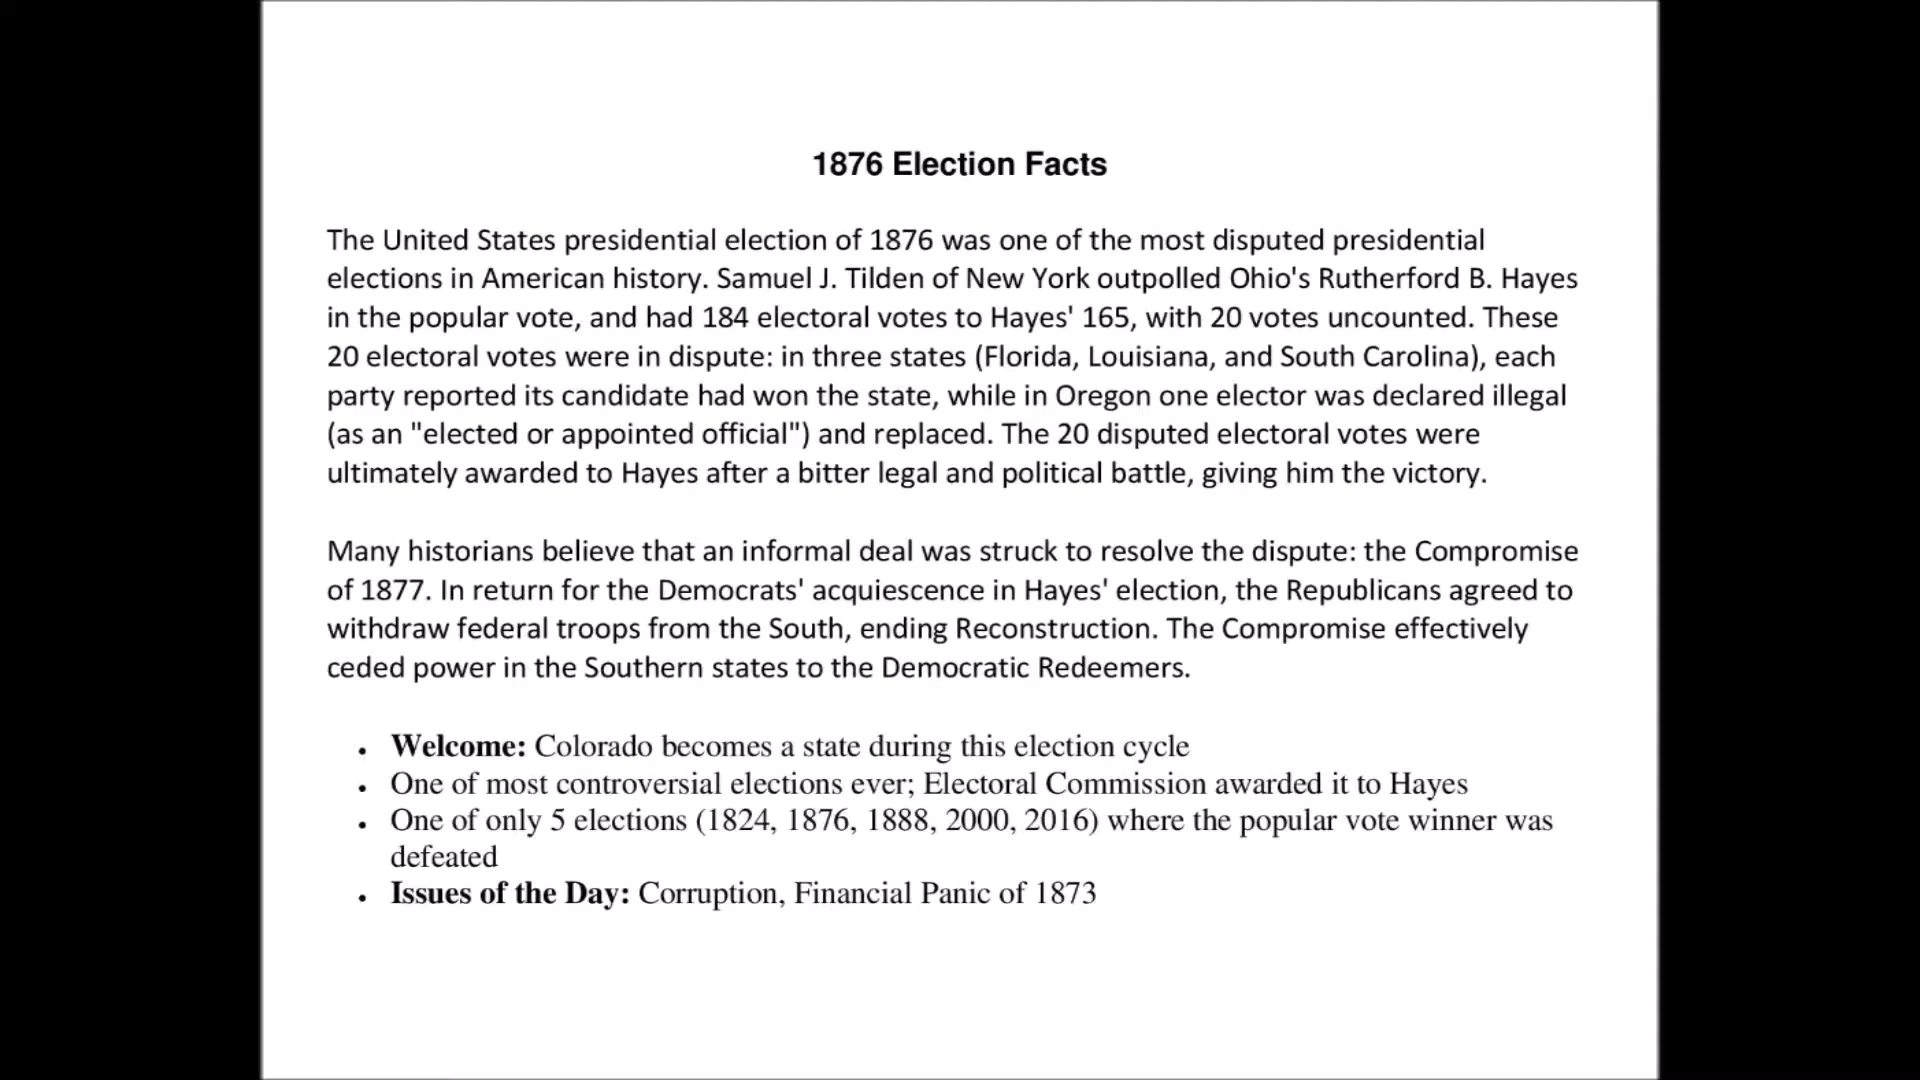 1876 Election Facts
The United States presidential election of 1876 was one of the most disputed presidential
elections in American history. Samuel J. Tilden of New York outpolled Ohio's Rutherford B. Hayes
in the popular vote, and had 184 electoral votes to Hayes' 165, with 20 votes uncounted. These
20 electoral votes were in dispute: in three states (Florida, Louisiana, and South Carolina), each
party reported its candidate had won the state, while in Oregon one elector was declared illegal
(as an "elected or appointed official") and replaced. The 20 disputed electoral votes were
ultimately awarded to Hayes after a bitter legal and political battle, giving him the victory.
Many historians believe that an informal deal was struck to resolve the dispute: the Compromise
of 1877. In return for the Democrats' acquiescence in Hayes' election, the Republicans agreed to
withdraw federal troops from the South, ending Reconstruction. The Compromise effectively
ceded power in the Southern states to the Democratic Redeemers.
• Welcome: Colorado becomes a state during this election cycle
• One of most controversial elections ever; Electoral Commission awarded it to Hayes
• One of only 5 elections (1824, 1876, 1888, 2000, 2016) where the popular vote winner was
defeated
• Issues of the Day: Corruption, Financial Panic of 1873